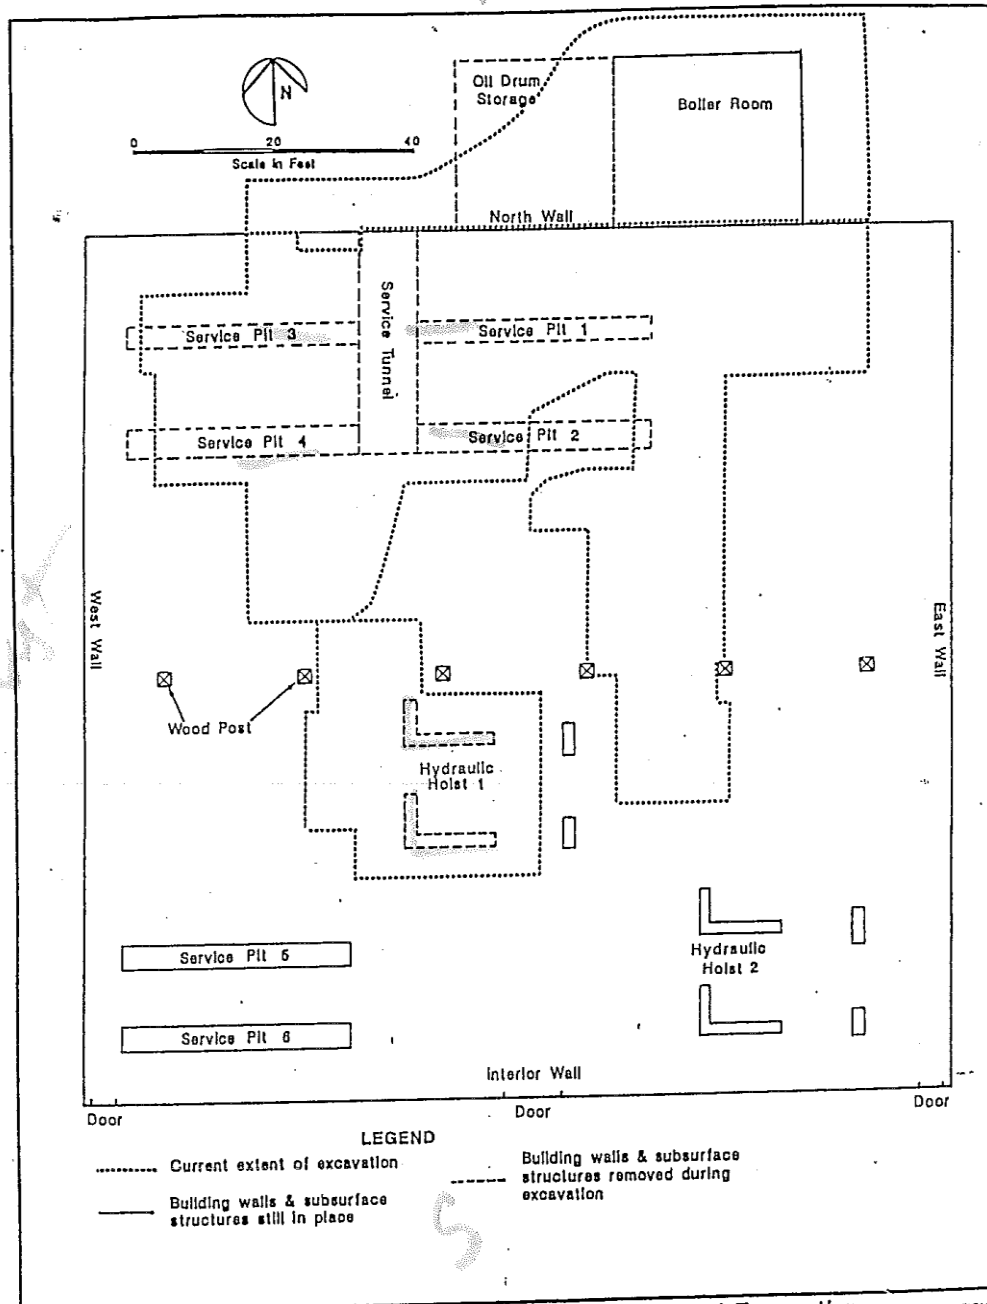 Oil Drum
Storage
Boiler Room
N
0 20 40
Scale in Feet
North Wall
Service Tunnel
Service Pit 3
Service Pit 1
Service Pit 4
Service Pit 2
West Wall
East Wall
Wood Post
Hydraulic
Hoist 1
Service Pit 5
Hydraulic
Hoist 2
Service Pit 6
Interior Wall
Door
Door
Door
LEGEND
Current extent of excavation
Building walls & subsurface
structures still in place
Building walls & subsurface
structures removed during
excavation
5